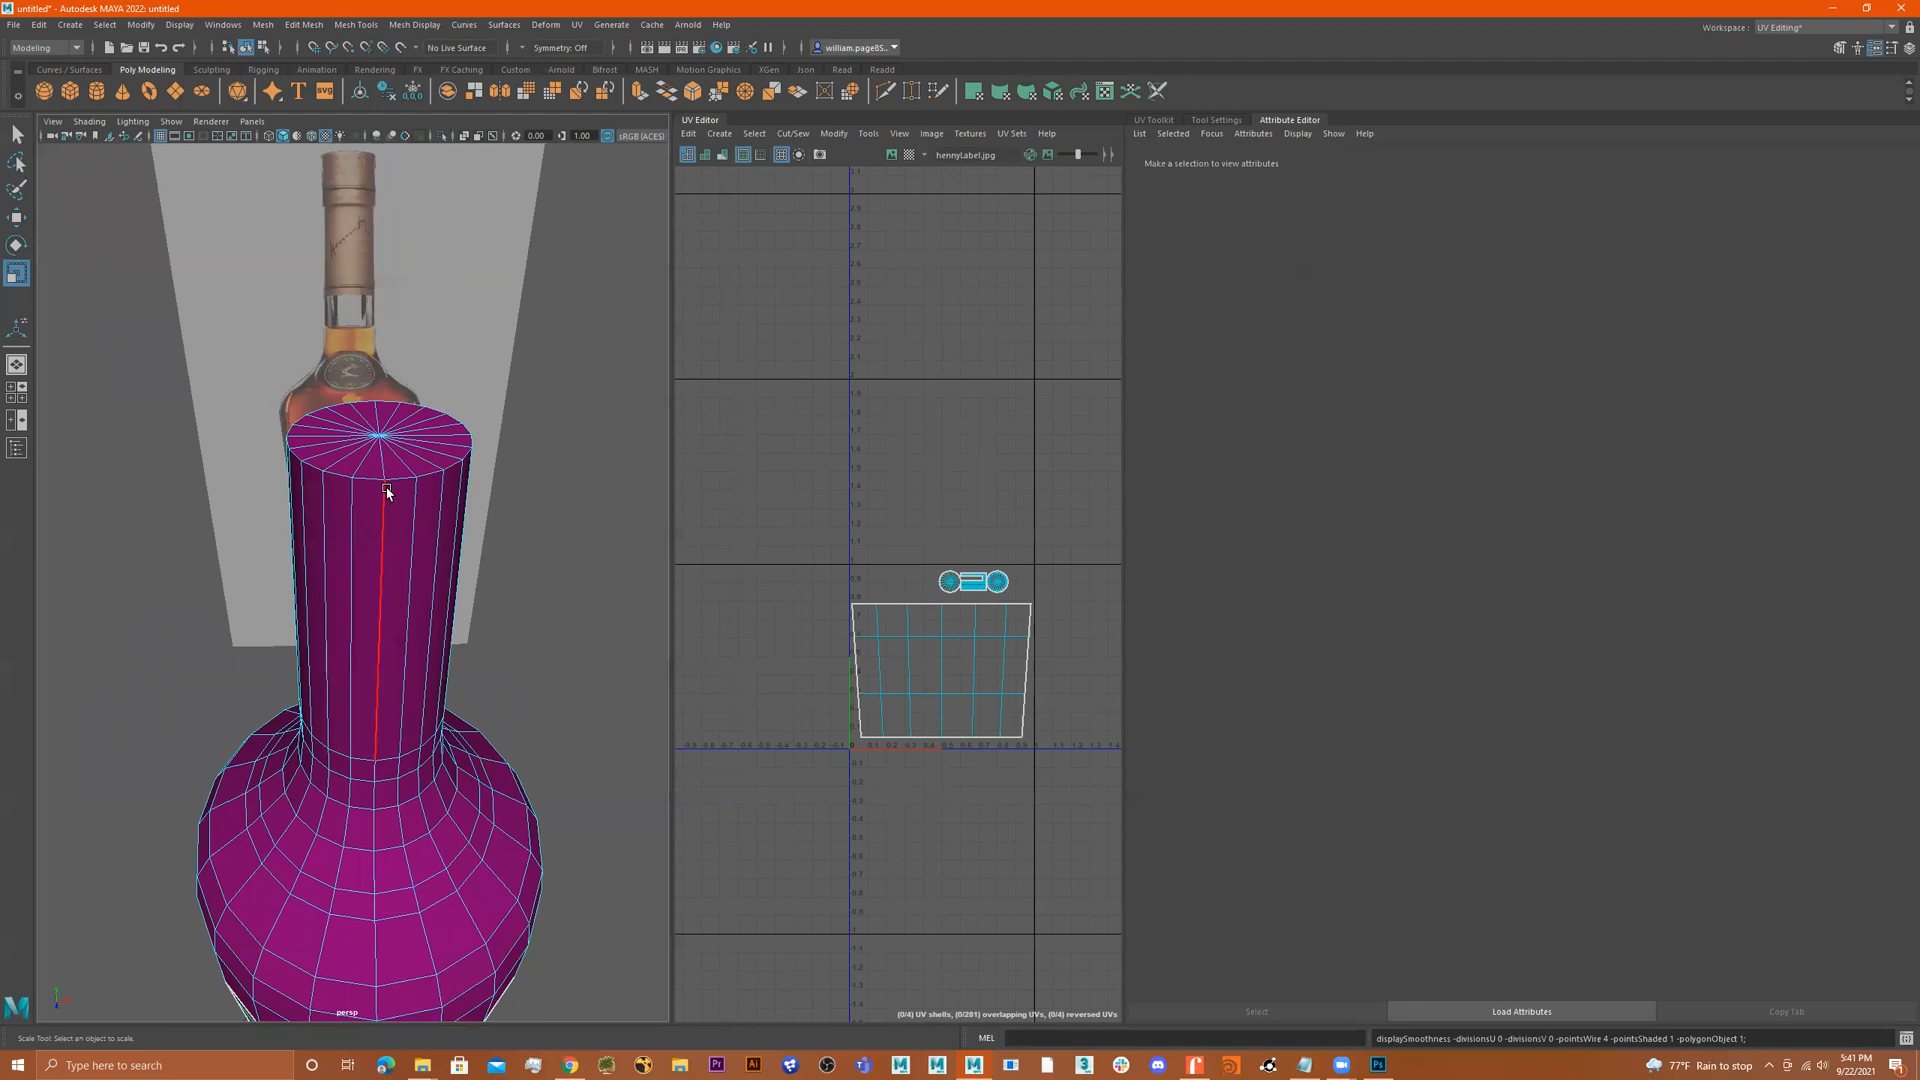 untitled* - Autodesk MAYA 2022: untitled
File Edit Create Select Modify Display Windows Mesh Edit Mesh Mesh Tools Mesh Display Curves Surfaces Deform UV Generate Cache Arnold Help
Workspace : UV Editing*
Modeling No Live Surface Symmetry: Off william.page8S...
Curves / Surfaces Poly Modeling Sculpting Rigging Animation Rendering FX FX Caching Custom Arnold Bifrost MASH Motion Graphics XGen Json Read Readd
View Shading Lighting Show Renderer Panels
0.00 1.00 sRGB (ACES)
UV Editor
Edit Create Select Cut/Sew Modify Tools View Image Textures UV Sets Help
hennyLabel.jpg
UV Toolkit Tool Settings Attribute Editor
List Selected Focus Attributes Display Show Help
Make a selection to view attributes
persp
(0/4) UV shells, (0/281) overlapping UVs, (0/4) reversed UVs
Select Load Attributes Copy Tab
Scale Tool: Select an object to scale.
MEL
displaySmoothness -divisionsU 0 -divisionsV 0 -pointsWire 4 -pointsShaded 1 -polygonObject 1;
Type here to search
77°F Rain to stop
5:41 PM
9/22/2021